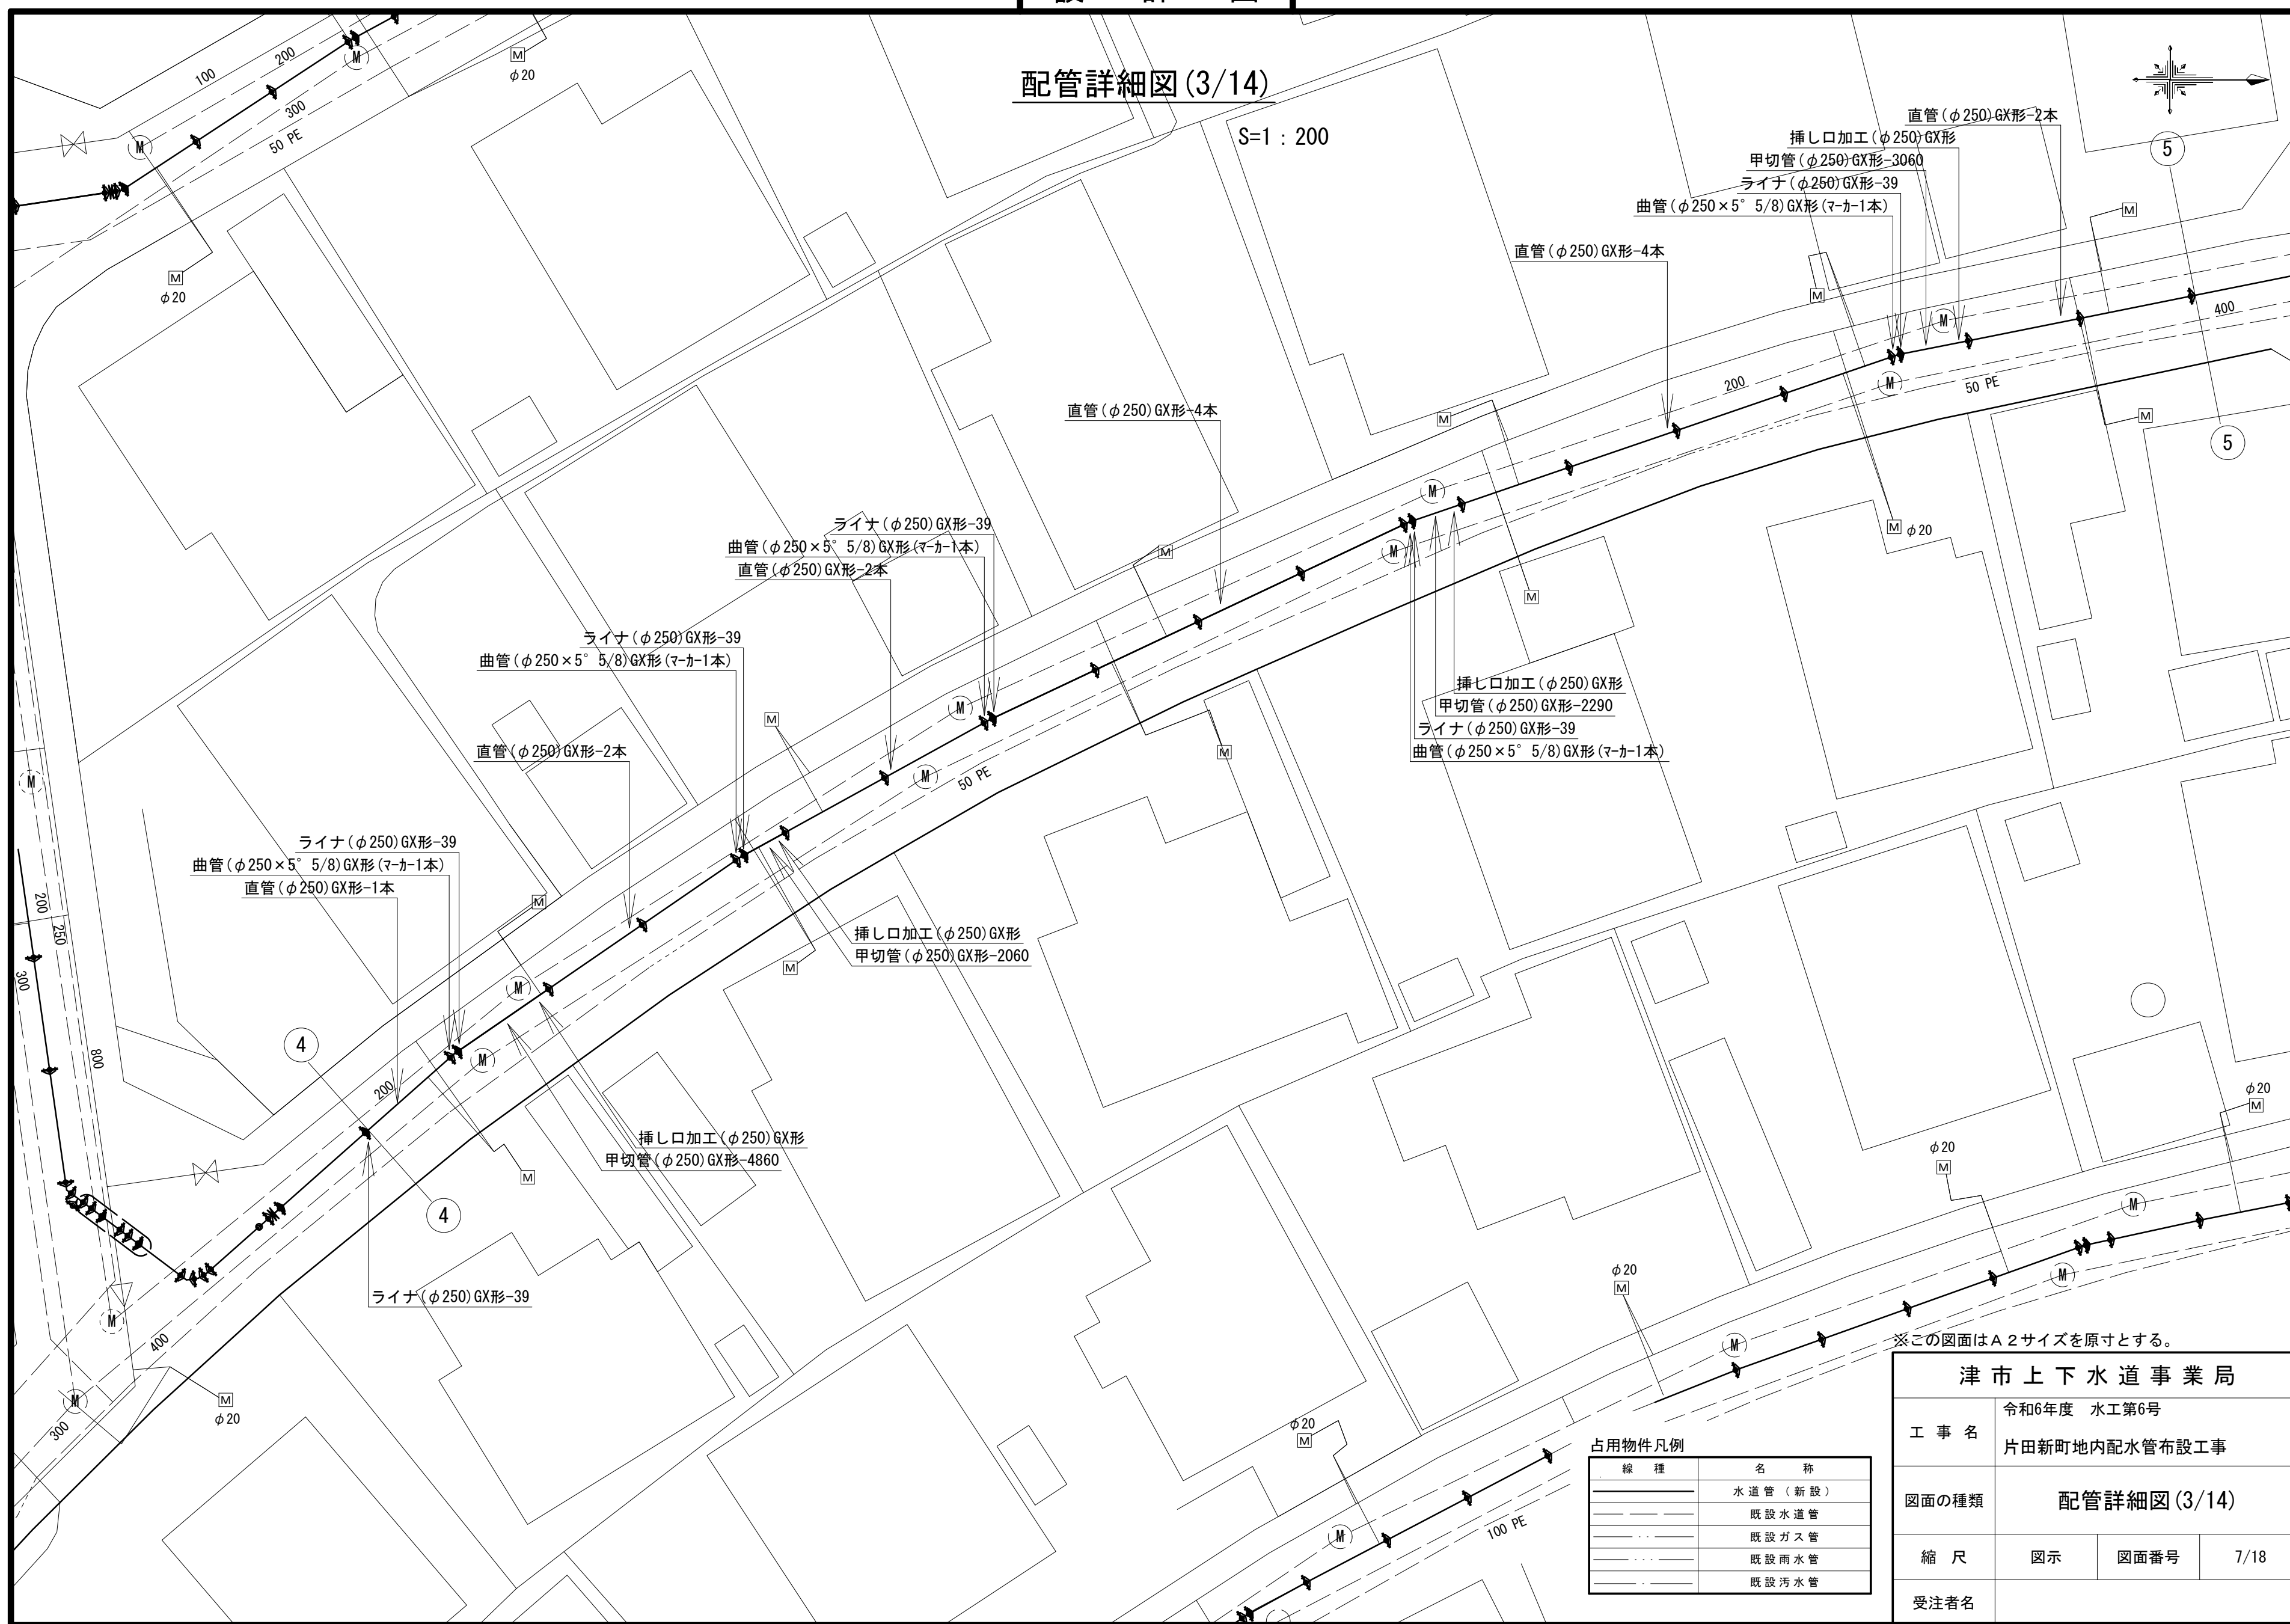 設計図
配管詳細図(3/14)
S=1：200
100
200
300
50 PE
M
M
M
φ20
M
φ20
直管(φ250)GX形-2本
挿し口加工(φ250)GX形
甲切管(φ250)GX形-3060
ライナ(φ250)GX形-39
曲管(φ250×5°5/8)GX形(マーカー1本)
直管(φ250)GX形-4本
5
5
M
M
M
M
M
M
φ20
200
400
50 PE
直管(φ250)GX形-4本
M
M
M
M
M
ライナ(φ250)GX形-39
曲管(φ250×5°5/8)GX形(マーカー1本)
直管(φ250)GX形-2本
M
M
M
50 PE
挿し口加工(φ250)GX形
甲切管(φ250)GX形-2290
ライナ(φ250)GX形-39
曲管(φ250×5°5/8)GX形(マーカー1本)
ライナ(φ250)GX形-39
曲管(φ250×5°5/8)GX形(マーカー1本)
直管(φ250)GX形-2本
M
M
挿し口加工(φ250)GX形
甲切管(φ250)GX形-2060
ライナ(φ250)GX形-39
曲管(φ250×5°5/8)GX形(マーカー1本)
直管(φ250)GX形-1本
M
M
M
M
200
4
4
挿し口加工(φ250)GX形
甲切管(φ250)GX形-4860
ライナ(φ250)GX形-39
M
200
250
300
800
M
M
400
300
M
φ20
φ20
M
φ20
M
φ20
M
φ20
M
M
M
M
M
100 PE
※この図面はA2サイズを原寸とする。
占用物件凡例
線種 名称
水道管（新設）
既設水道管
既設ガス管
既設雨水管
既設汚水管
津市上下水道事業局
工事名 令和6年度 水工第6号
片田新町地内配水管布設工事
図面の種類 配管詳細図(3/14)
縮尺 図示 図面番号 7/18
受注者名